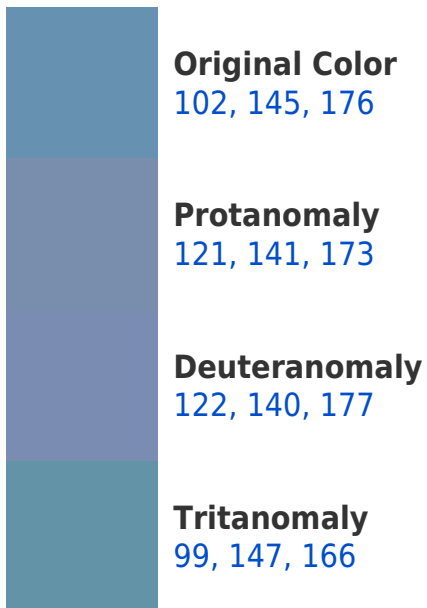 Original Color
102, 145, 176
Protanomaly
121, 141, 173
Deuteranomaly
122, 140, 177
Tritanomaly
99, 147, 166